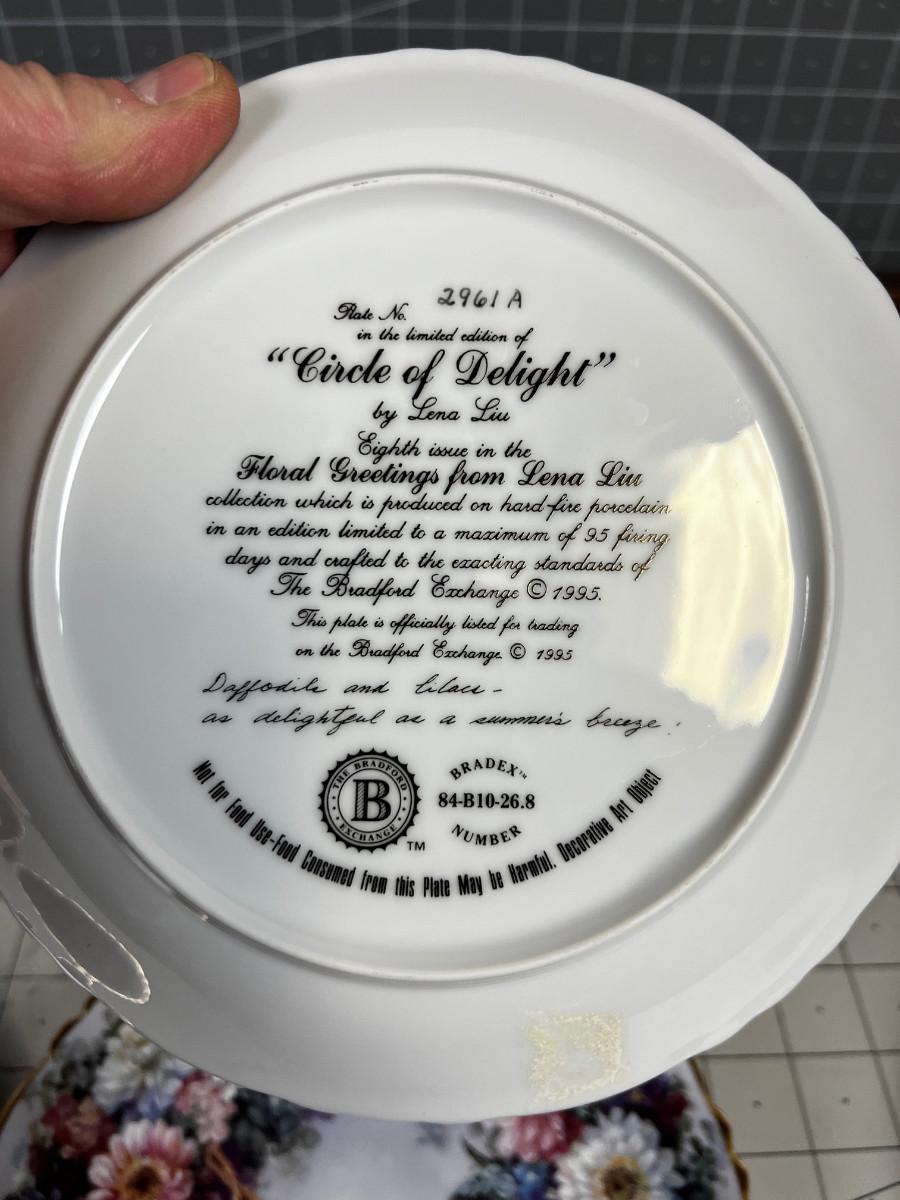 Plate No. 2961 A
in the limited edition of
“Circle of Delight”
by Lena Liu
Eighth issue in the
Floral Greetings from Lena Liu
collection which is produced on hard-fire porcelain
in an edition limited to a maximum of 95 firing
days and crafted to the exacting standards of
The Bradford Exchange © 1995.
This plate is officially listed for trading
on the Bradford Exchange © 1995
Daffodils and lilacs -
as delightful as a summer's breeze.
THE BRADFORD
B
EXCHANGE
TM
BRADEX™
84-B10-26.8
NUMBER
Not for Food Use-Food Consumed from this Plate May be Harmful. Decorative Art Object